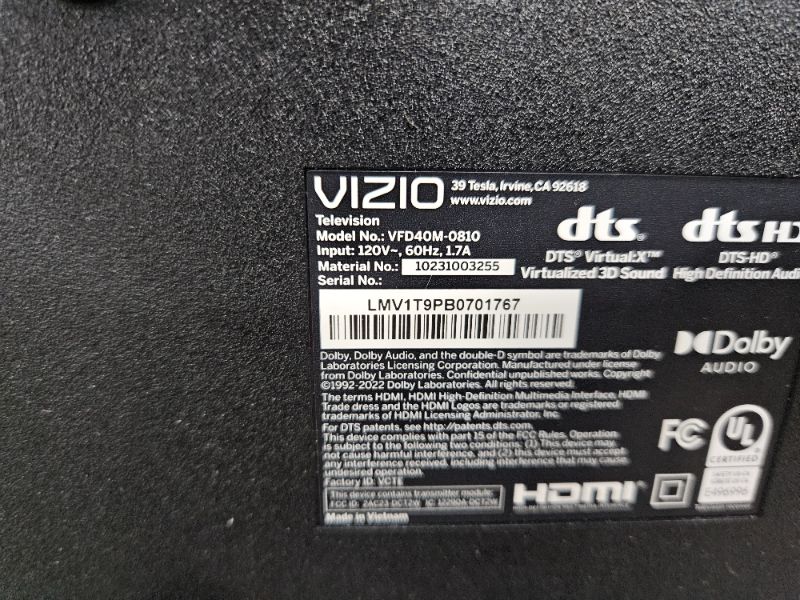 VIZIO
39 Tesla, Irvine, CA 92618
www.vizio.com
Television
Model No.: VFD40M-0810
Input: 120V~, 60Hz, 1.7A
Material No.: 10231003255
Serial No.:
LMV1T9PB0701767
dts®
DTS® Virtual:X™
Virtualized 3D Sound
dts HD
DTS-HD®
High Definition Audio
Dolby
AUDIO
Dolby, Dolby Audio, and the double-D symbol are trademarks of Dolby
Laboratories Licensing Corporation. Manufactured under license
from Dolby Laboratories. Confidential unpublished works. Copyright
©1992-2022 Dolby Laboratories. All rights reserved.
The terms HDMI, HDMI High-Definition Multimedia Interface, HDMI
Trade dress and the HDMI Logos are trademarks or registered
trademarks of HDMI Licensing Administrator, Inc.
For DTS patents, see http://patents.dts.com.
This device complies with part 15 of the FCC Rules. Operation
is subject to the following two conditions: (1) This device may
not cause harmful interference, and (2) this device must accept
any interference received, including interference that may cause
undesired operation.
Factory ID: VCTE
This device contains transmitter module:
FCC ID: 2AC23-DCT2W IC: 12290A-DCT2W
Made in Vietnam
HDMI
FC
UL
CERTIFIED
E496996